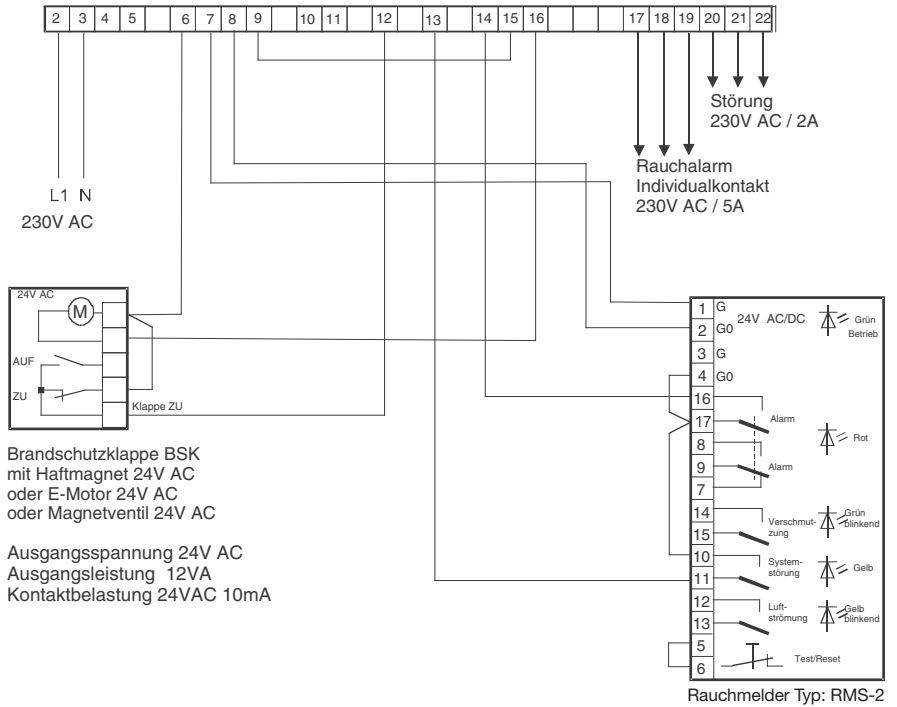 2 3 4 5 6 7 8 9 10 11 12 13 14 15 16 17 18 19 20 21 22
Störung
230V AC / 2A
Rauchalarm
Individualkontakt
230V AC / 5A
L1 N
230V AC
24V AC
M
AUF
ZU
Klappe ZU
Brandschutzklappe BSK
mit Haftmagnet 24V AC
oder E-Motor 24V AC
oder Magnetventil 24V AC
Ausgangsspannung 24V AC
Ausgangsleistung 12VA
Kontaktbelastung 24VAC 10mA
1 G
24V AC/DC
Grün
Betrieb
2 G0
3 G
4 G0
16
17
Alarm
Rot
8
9
Alarm
7
14
15
Verschmut-
zung
Grün
blinkend
10
11
System-
störung
Gelb
12
13
Luft-
strömung
Gelb
blinkend
5
6
Test/Reset
Rauchmelder Typ: RMS-2